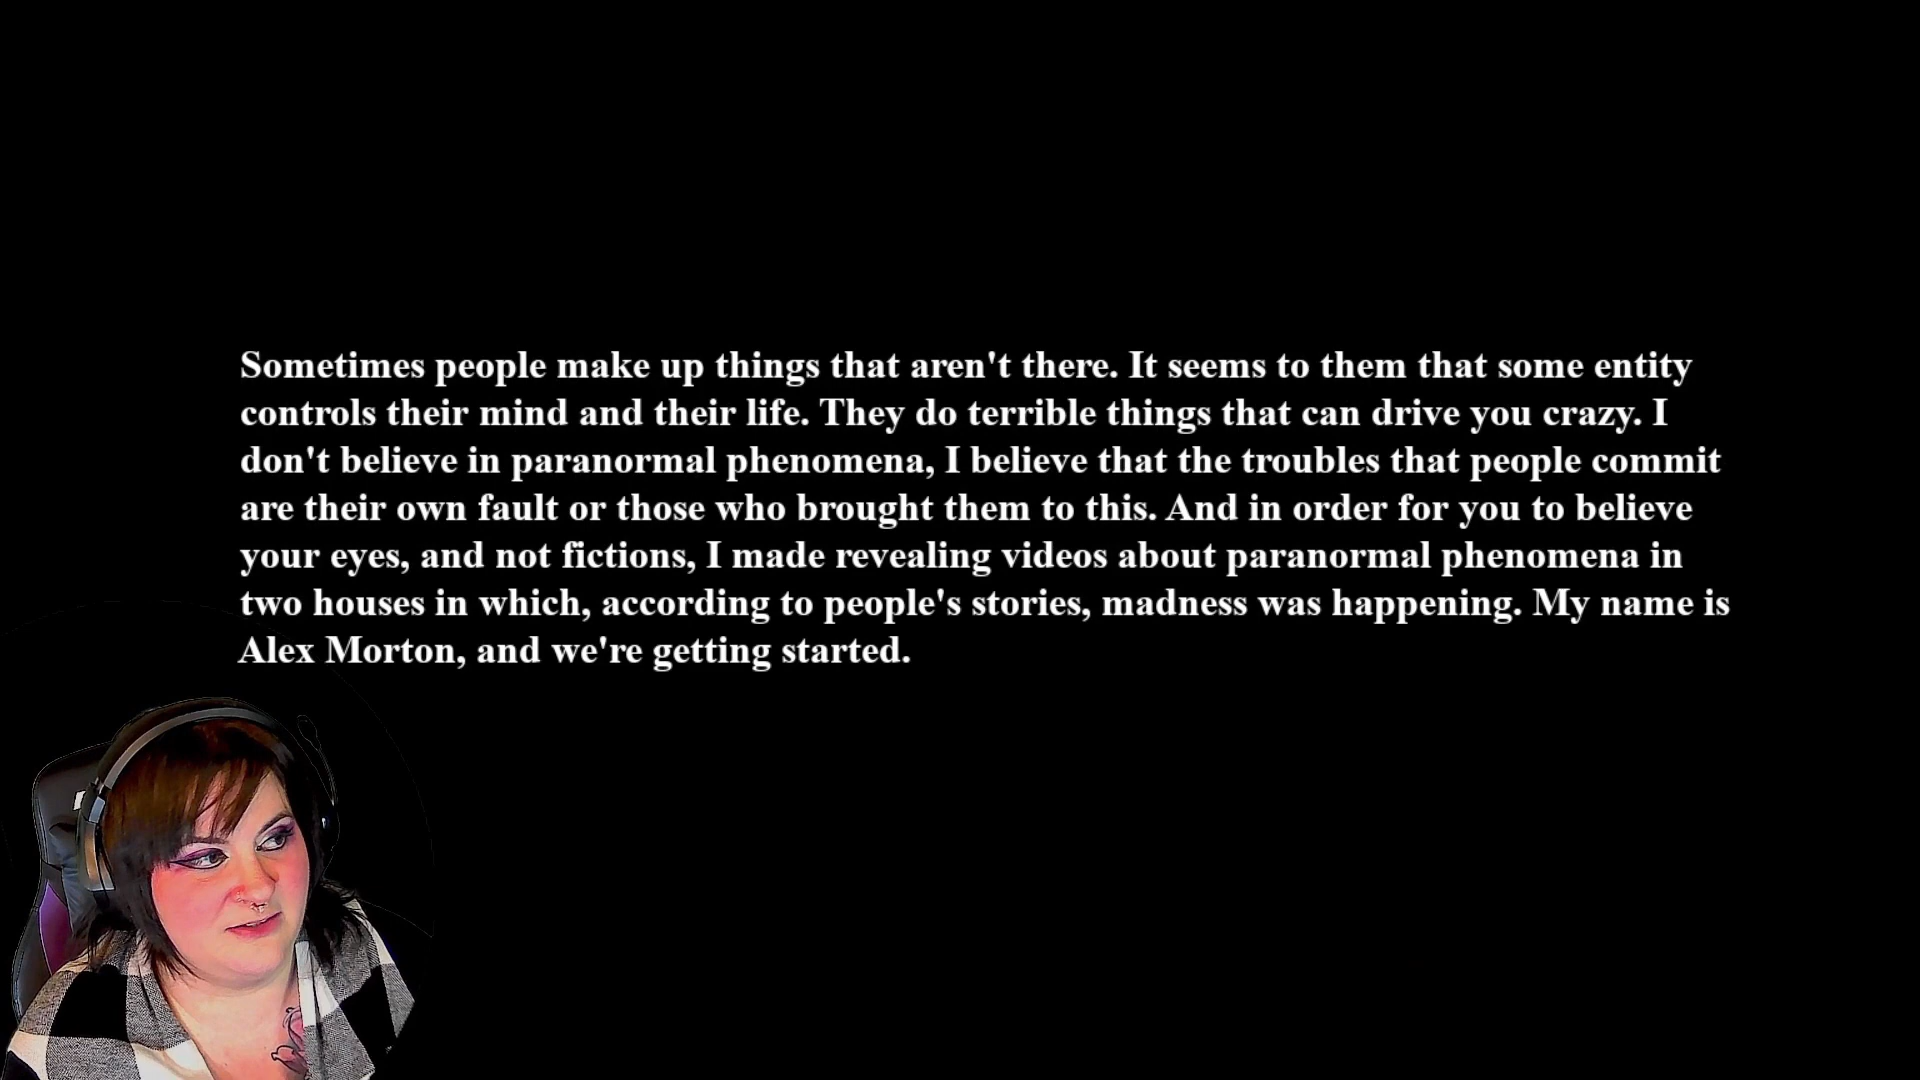 Sometimes people make up things that aren't there. It seems to them that some entity
controls their mind and their life. They do terrible things that can drive you crazy. I
don't believe in paranormal phenomena, I believe that the troubles that people commit
are their own fault or those who brought them to this. And in order for you to believe
your eyes, and not fictions, I made revealing videos about paranormal phenomena in
two houses in which, according to people's stories, madness was happening. My name is
Alex Morton, and we're getting started.